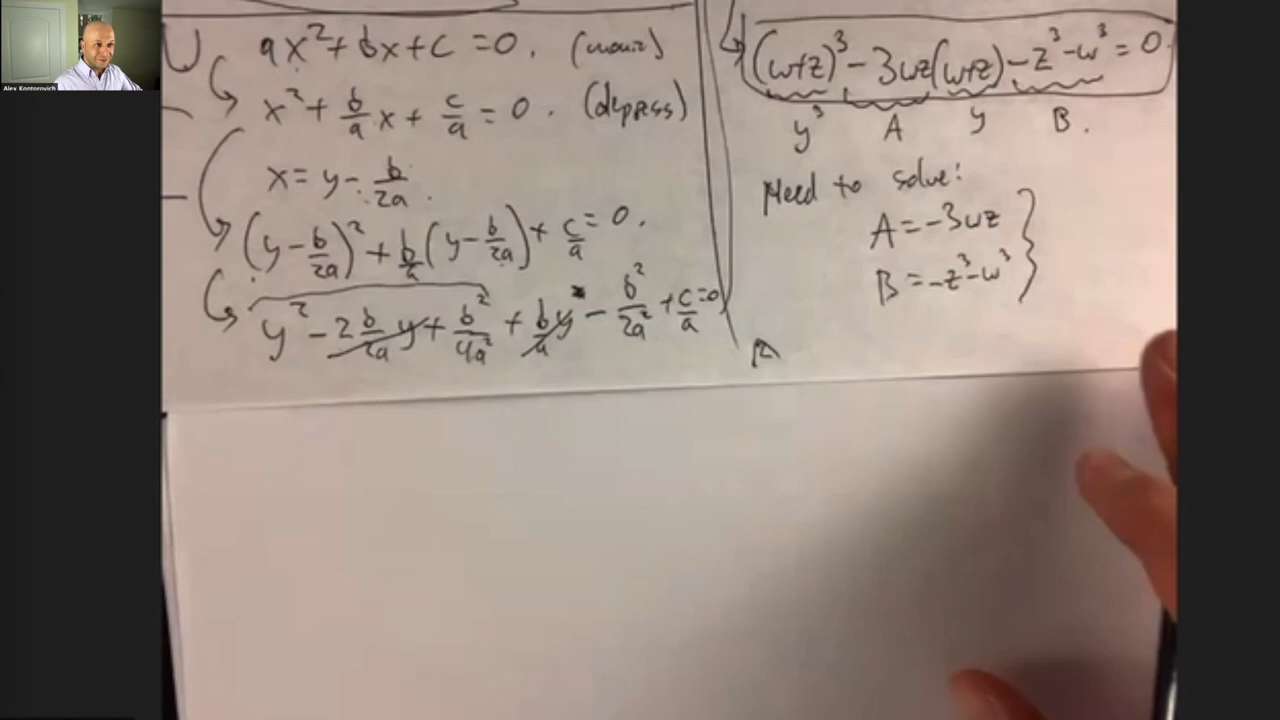 Alex Kontorovich
ax² + bx + c = 0. (monic)
x² + b/a x + c/a = 0. (depress)
x = y - b/2a.
(y - b/2a)² + b/a (y - b/2a) + c/a = 0.
y² - 2 b/2a y + b²/4a² + b/a y - b²/2a² + c/a = 0
(w+z)³ - 3wz(w+z) - z³ - w³ = 0.
y³ A y B.
Need to solve:
A = -3wz
B = -z³ - w³